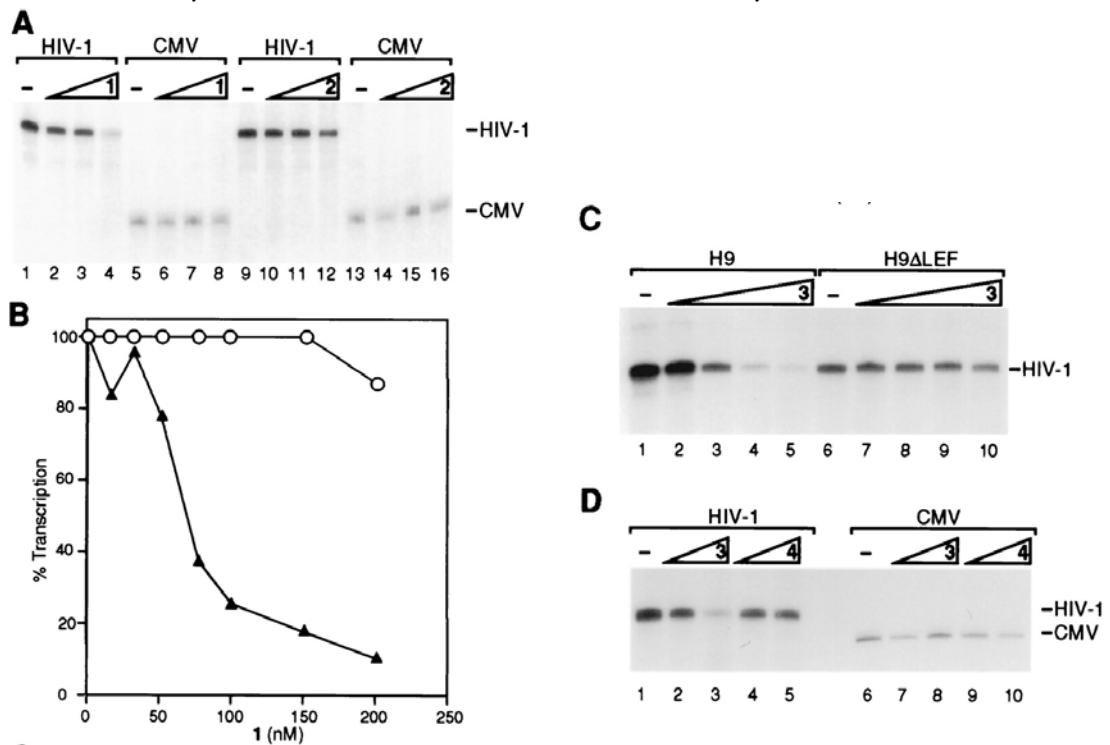 A
HIV-1 CMV HIV-1 CMV
– 1 – 1 – 2 – 2
–HIV-1
–CMV
1 2 3 4 5 6 7 8 9 10 11 12 13 14 15 16
B
100
80
60
40
20
0
% Transcription
0 50 100 150 200 250
1 (nM)
C
H9 H9ΔLEF
– 3 – 3
–HIV-1
1 2 3 4 5 6 7 8 9 10
D
HIV-1 CMV
– 3 4 – 3 4
–HIV-1
–CMV
1 2 3 4 5 6 7 8 9 10